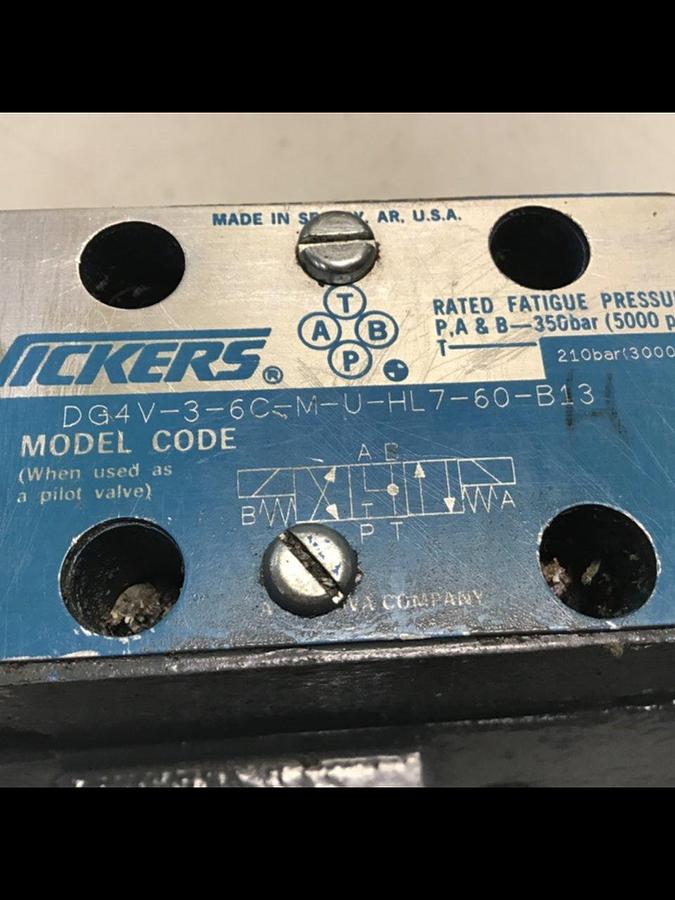 MADE IN , AR, U.S.A.
T
A B
P
RATED FATIGUE PRESSU
P,A & B—350bar (5000 p
T— 210bar(3000
VICKERS®
DG4V-3-6C-M-U-HL7-60-B13
H
MODEL CODE
(When used as
a pilot valve)
A B
B A
P T
COMPANY